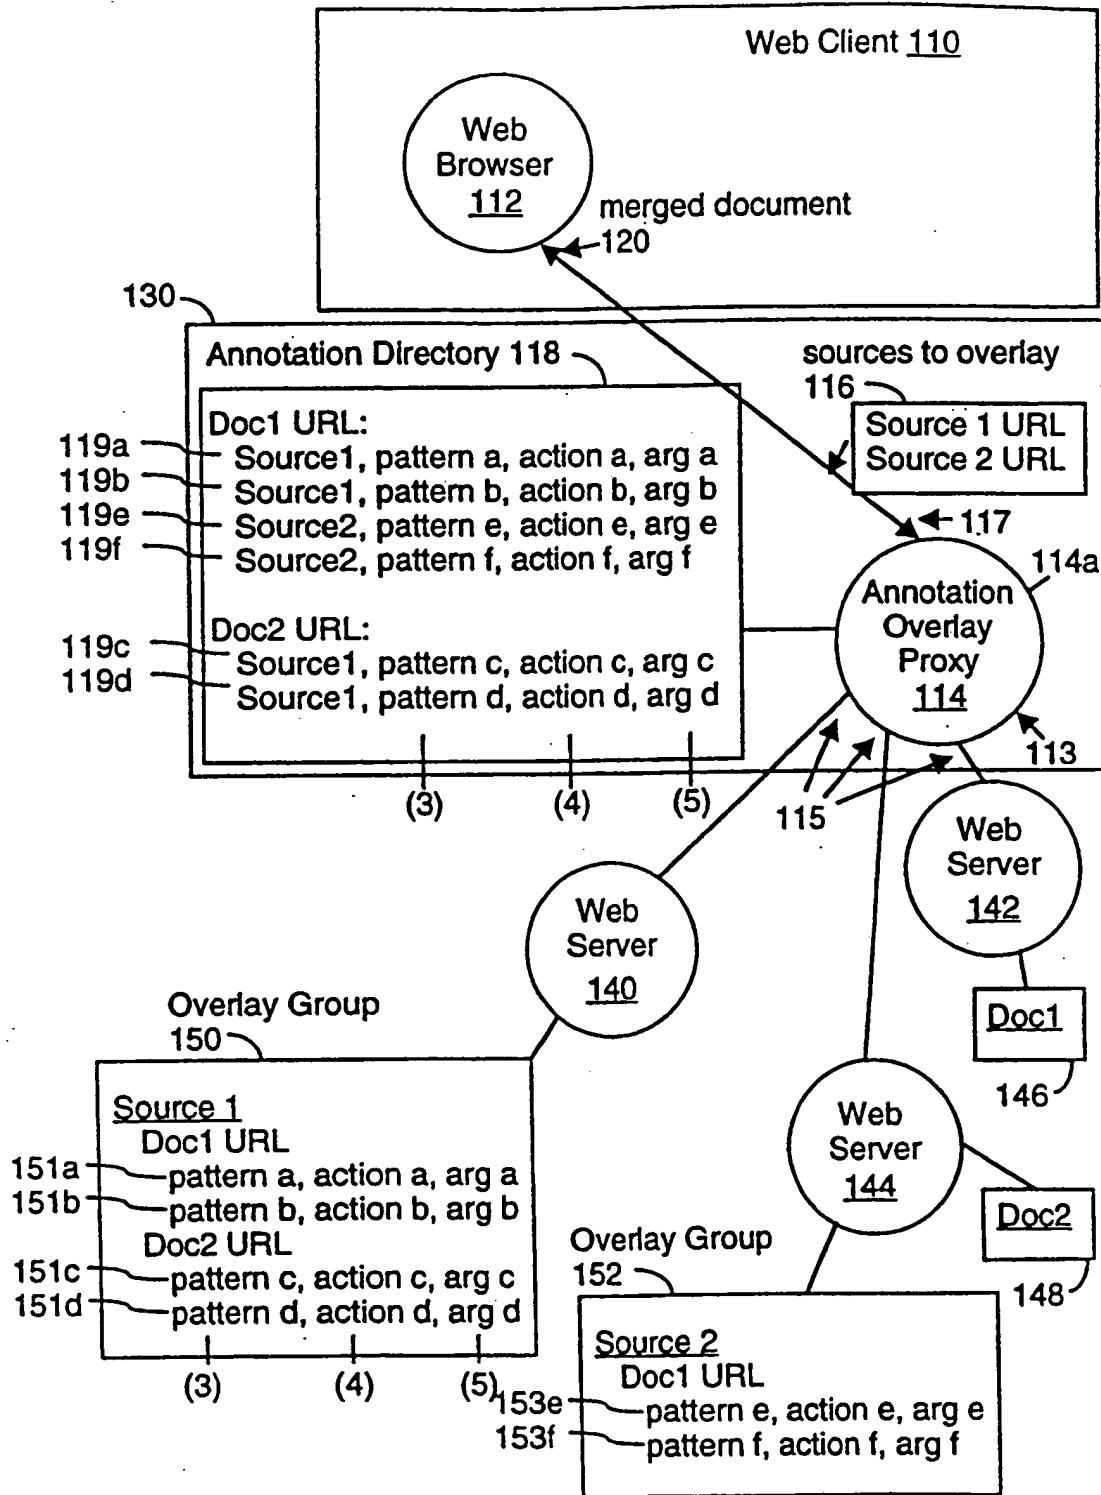 Web Client 110
Web
Browser
112
merged document
120
130
Annotation Directory 118
sources to overlay
116
Source 1 URL
Source 2 URL
Doc1 URL:
119a
Source1, pattern a, action a, arg a
119b
Source1, pattern b, action b, arg b
119e
Source2, pattern e, action e, arg e
119f
Source2, pattern f, action f, arg f
117
114a
Annotation
Overlay
Proxy
114
Doc2 URL:
119c
Source1, pattern c, action c, arg c
119d
Source1, pattern d, action d, arg d
113
(3)
(4)
(5)
115
Web
Server
142
Web
Server
140
Doc1
146
Overlay Group
150
Source 1
Doc1 URL
151a
pattern a, action a, arg a
151b
pattern b, action b, arg b
Doc2 URL
151c
pattern c, action c, arg c
151d
pattern d, action d, arg d
(3)
(4)
(5)
Web
Server
144
Doc2
148
Overlay Group
152
Source 2
Doc1 URL
153e
pattern e, action e, arg e
153f
pattern f, action f, arg f